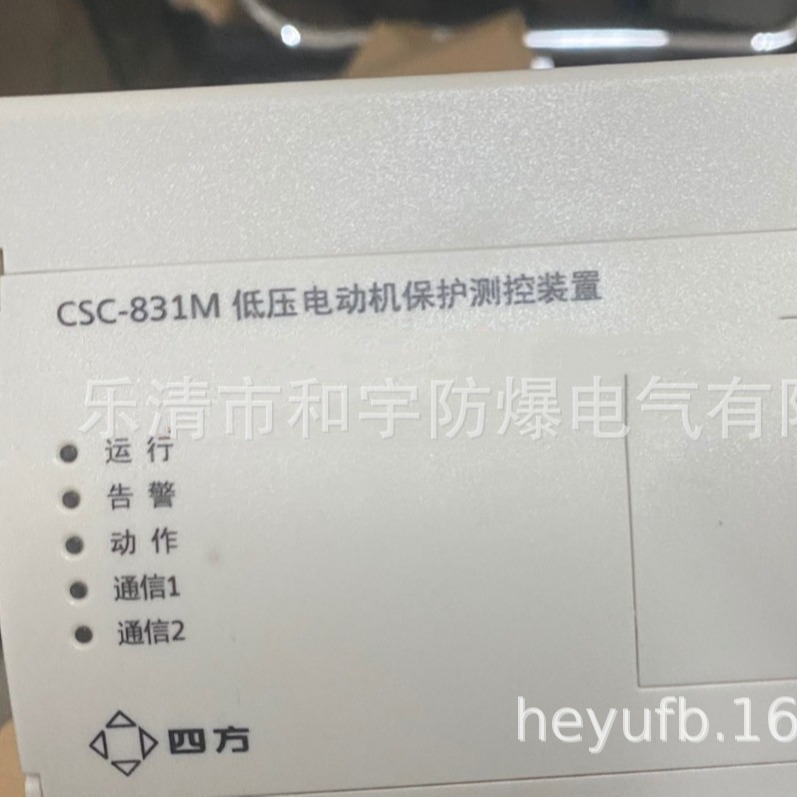 CSC-831M 低压电动机保护测控装置
乐清市和宇防爆电气有
运行
告警
动作
通信1
通信2
四方
heyufb.16